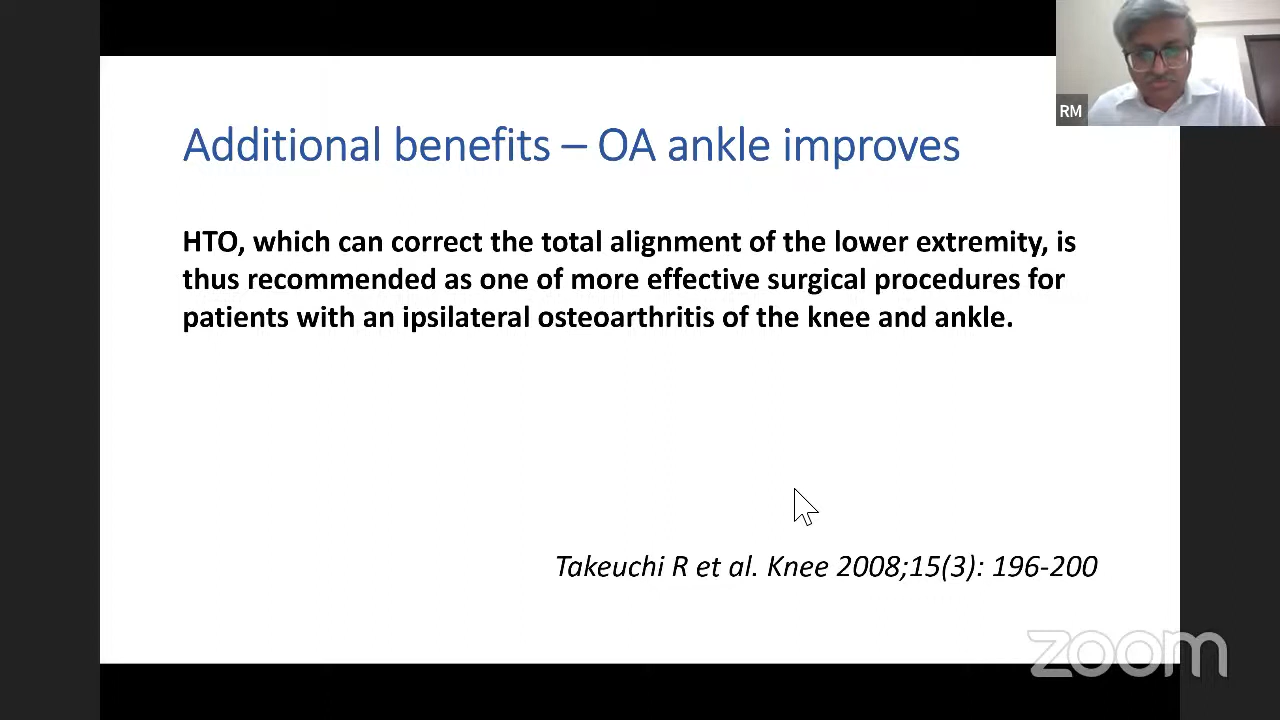 RM
Additional benefits – OA ankle improves
HTO, which can correct the total alignment of the lower extremity, is
thus recommended as one of more effective surgical procedures for
patients with an ipsilateral osteoarthritis of the knee and ankle.
Takeuchi R et al. Knee 2008;15(3): 196-200
zoom